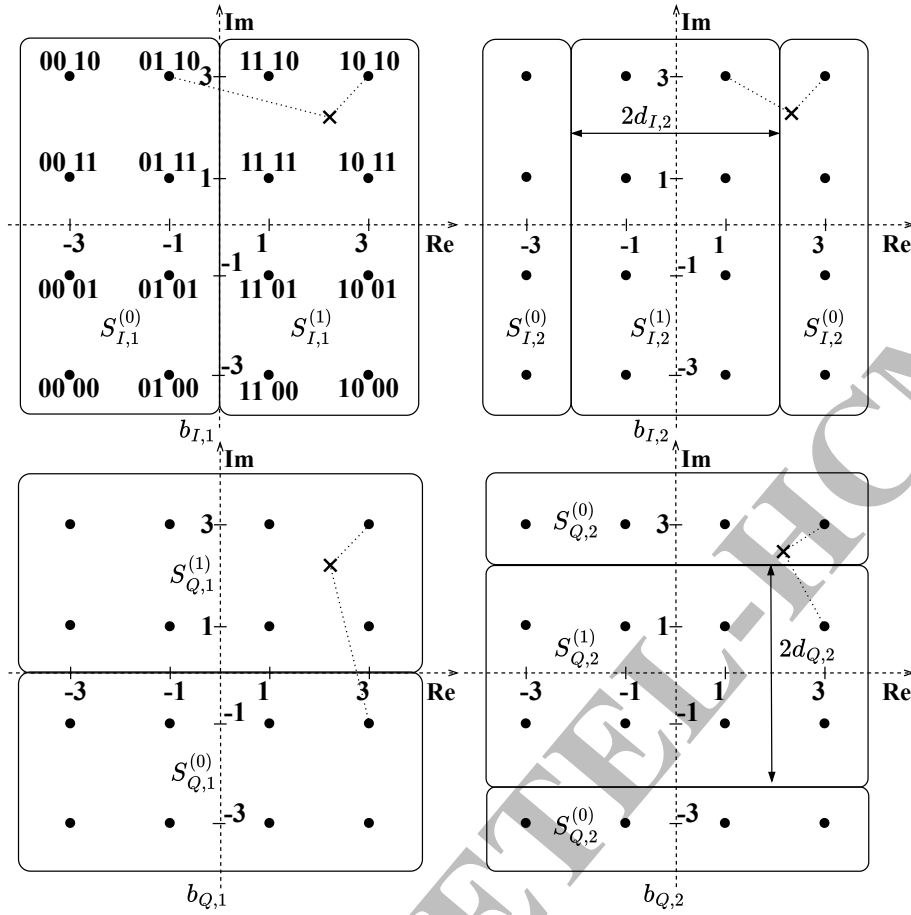 Im
00 10 01 10 11 10 10 10
3
00 11 01 11 11 11 10 11
1
-3 -1 1 3 Re
-1
00 01 01 01 11 01 10 01
S_{I,1}^{(0)} S_{I,1}^{(1)}
-3
00 00 01 00 11 00 10 00
b_{I,1}
Im
3
2d_{I,2}
1
-3 -1 1 3 Re
-1
S_{I,2}^{(0)} S_{I,2}^{(1)} S_{I,2}^{(0)}
-3
b_{I,2}
Im
3
S_{Q,1}^{(1)}
1
-3 -1 1 3 Re
-1
S_{Q,1}^{(0)}
-3
b_{Q,1}
Im
S_{Q,2}^{(0)} 3
1
S_{Q,2}^{(1)} 2d_{Q,2}
-3 -1 1 3 Re
-1
S_{Q,2}^{(0)} -3
b_{Q,2}